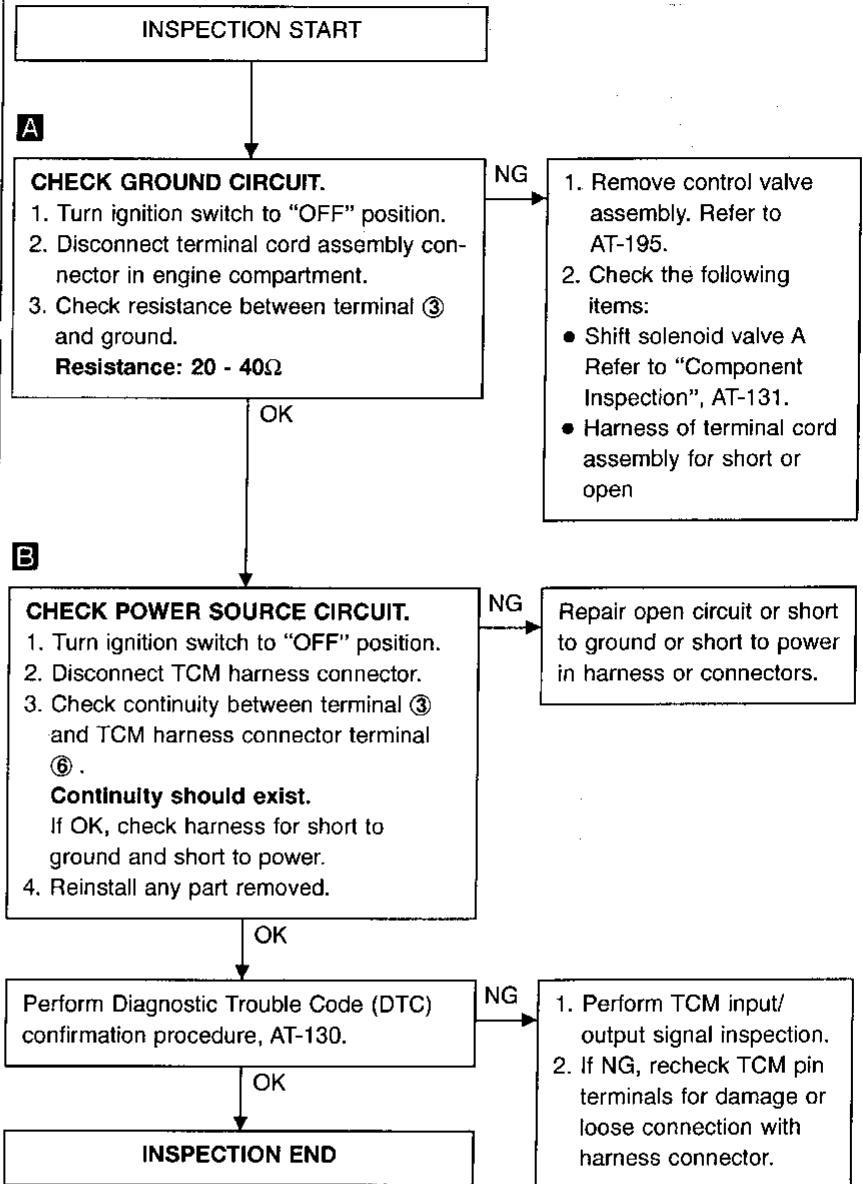 INSPECTION START
A
CHECK GROUND CIRCUIT.
1. Turn ignition switch to “OFF” position.
2. Disconnect terminal cord assembly con-
nector in engine compartment.
3. Check resistance between terminal ③
and ground.
Resistance: 20 - 40Ω
NG
1. Remove control valve
assembly. Refer to
AT-195.
2. Check the following
items:
● Shift solenoid valve A
Refer to “Component
Inspection”, AT-131.
● Harness of terminal cord
assembly for short or
open
OK
B
CHECK POWER SOURCE CIRCUIT.
1. Turn ignition switch to “OFF” position.
2. Disconnect TCM harness connector.
3. Check continuity between terminal ③
and TCM harness connector terminal
⑥ .
Continuity should exist.
If OK, check harness for short to
ground and short to power.
4. Reinstall any part removed.
NG
Repair open circuit or short
to ground or short to power
in harness or connectors.
OK
Perform Diagnostic Trouble Code (DTC)
confirmation procedure, AT-130.
NG
1. Perform TCM input/
output signal inspection.
2. If NG, recheck TCM pin
terminals for damage or
loose connection with
harness connector.
OK
INSPECTION END